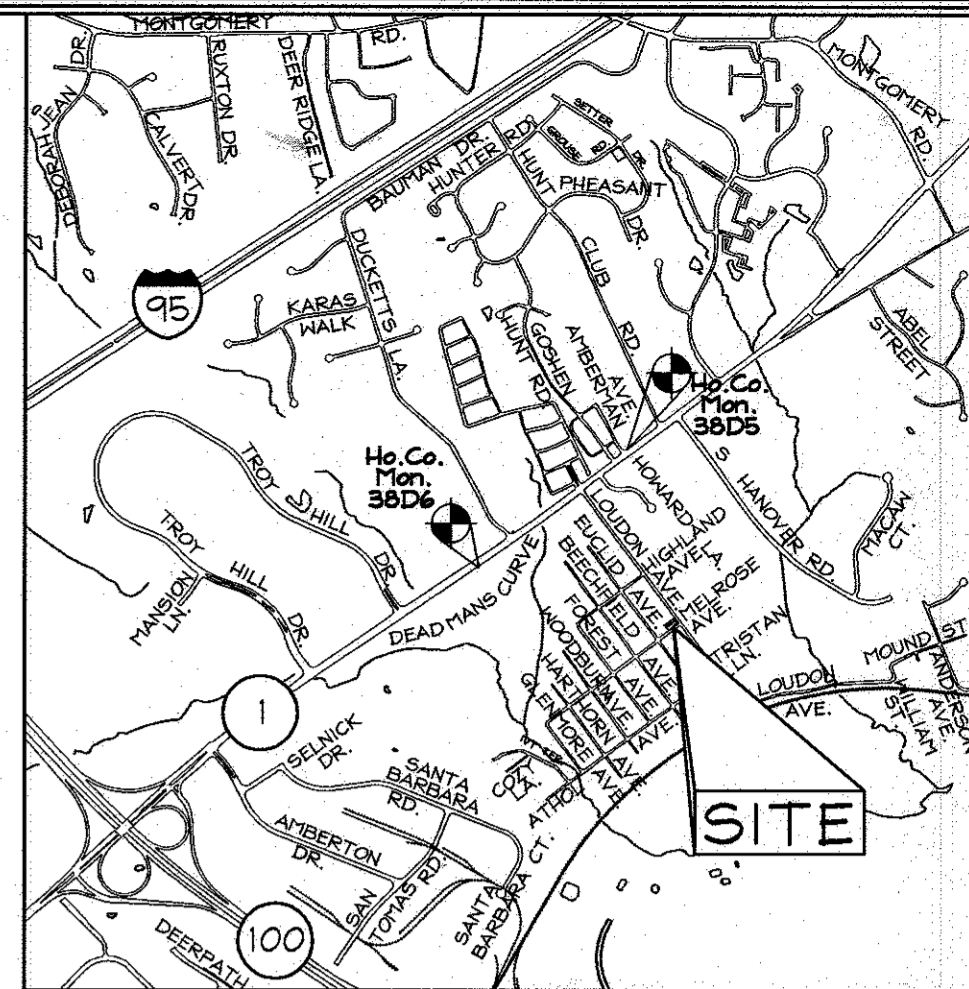 MONTGOMERY
RD.
DEBORAH JEAN
DR.
CALVERT DR.
RUXTON DR.
DEER RIDGE LA.
MONTGOMERY
RD.
95
BAUMAN DR.
HUNTER RD.
SETTER
DR.
GROUSE RD.
PHEASANT
DR.
HUNT
CLUB
RD.
DUCKETTS
LA.
KARAS
WALK
GOSHEN
HUNT RD.
AMBERMAN
AVE.
ABEL
STREET
Ho.Co.
Mon.
38D5
Ho.Co.
Mon.
38D6
TROY
HILL
DR.
TROY
HILL
DR.
MANSION
LN.
DEAD MANS CURVE
S
HANOVER RD.
MACAW
CT.
HOWARD
HIGHLAND
AVE.
LA.
LOUDON
AVE.
MELROSE
AVE.
EUCLID
AVE.
BEECHFIELD
AVE.
FOREST
AVE.
WOODBURN
AVE.
HARTHORN
AVE.
GLENMORE
AVE.
TRISTAN
LN.
LOUDON
AVE.
MOUND ST
WILLIAM
ST
ANDERSON
AVE
COZY
LA.
ATHOL
AVE.
1
SELNICK
DR.
SANTA
BARBARA
RD.
AMBERTON
DR.
SAN
TOMAS RD.
SANTA
BARBARA CT.
100
DEERPATH
SITE